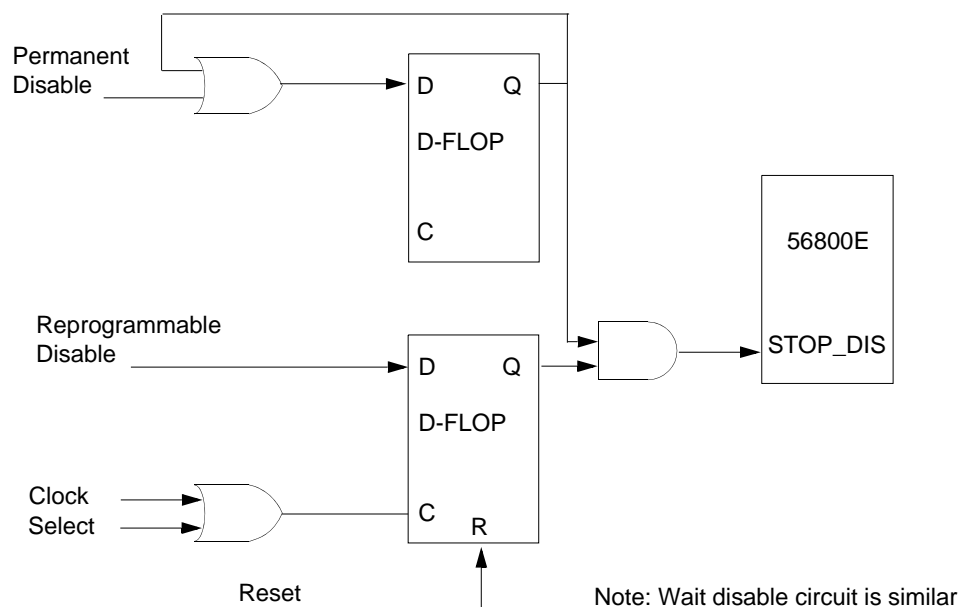 Permanent
Disable
D
Q
D-FLOP
C
56800E
STOP_DIS
Reprogrammable
Disable
D
Q
D-FLOP
Clock
Select
C
R
Reset
Note: Wait disable circuit is similar